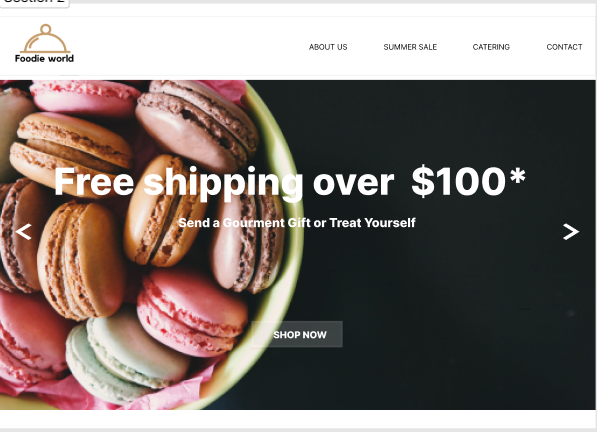 Section 2
Foodie world
ABOUT US
SUMMER SALE
CATERING
CONTACT
Free shipping over $100*
Send a Gourment Gift or Treat Yourself
SHOP NOW